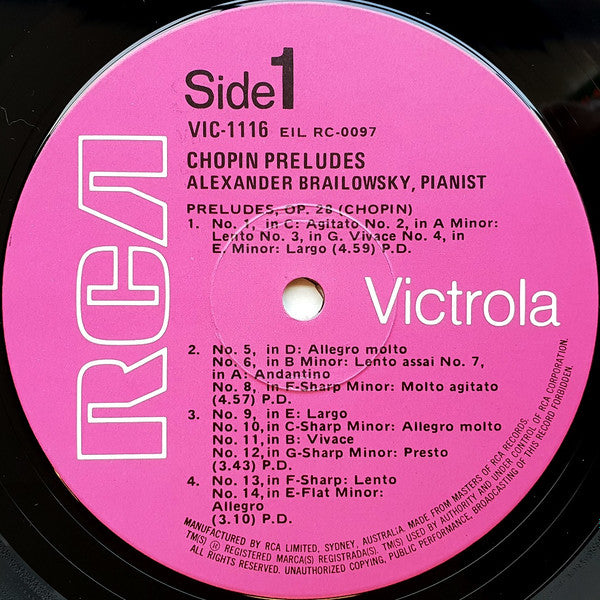 Side 1
VIC-1116 EIL RC-0097
CHOPIN PRELUDES
ALEXANDER BRAILOWSKY, PIANIST
PRELUDES, OP. 28 (CHOPIN)
1. No. 1, in C: Agitato No. 2, in A Minor:
Lento No. 3, in G. Vivace No. 4, in
E. Minor: Largo (4.59) P.D.
RCA
Victrola
2. No. 5, in D: Allegro molto
No. 6, in B Minor: Lento assai No. 7,
in A: Andantino
No. 8, in F-Sharp Minor: Molto agitato
(4.57) P.D.
3. No. 9, in E: Largo
No. 10, in C-Sharp Minor: Allegro molto
No. 11, in B: Vivace
No. 12, in G-Sharp Minor: Presto
(3.43) P.D.
4. No. 13, in F-Sharp: Lento
No. 14, in E-Flat Minor:
Allegro
(3.10) P.D.
MANUFACTURED BY RCA LIMITED, SYDNEY, AUSTRALIA. MADE FROM MASTERS OF RCA RECORDS.
TM(S) ® REGISTERED MARCA(S) REGISTRADA(S). TM(S) USED BY AUTHORITY AND UNDER CONTROL OF RCA CORPORATION.
ALL RIGHTS RESERVED. UNAUTHORIZED COPYING, PUBLIC PERFORMANCE, BROADCASTING OF THIS RECORD FORBIDDEN.